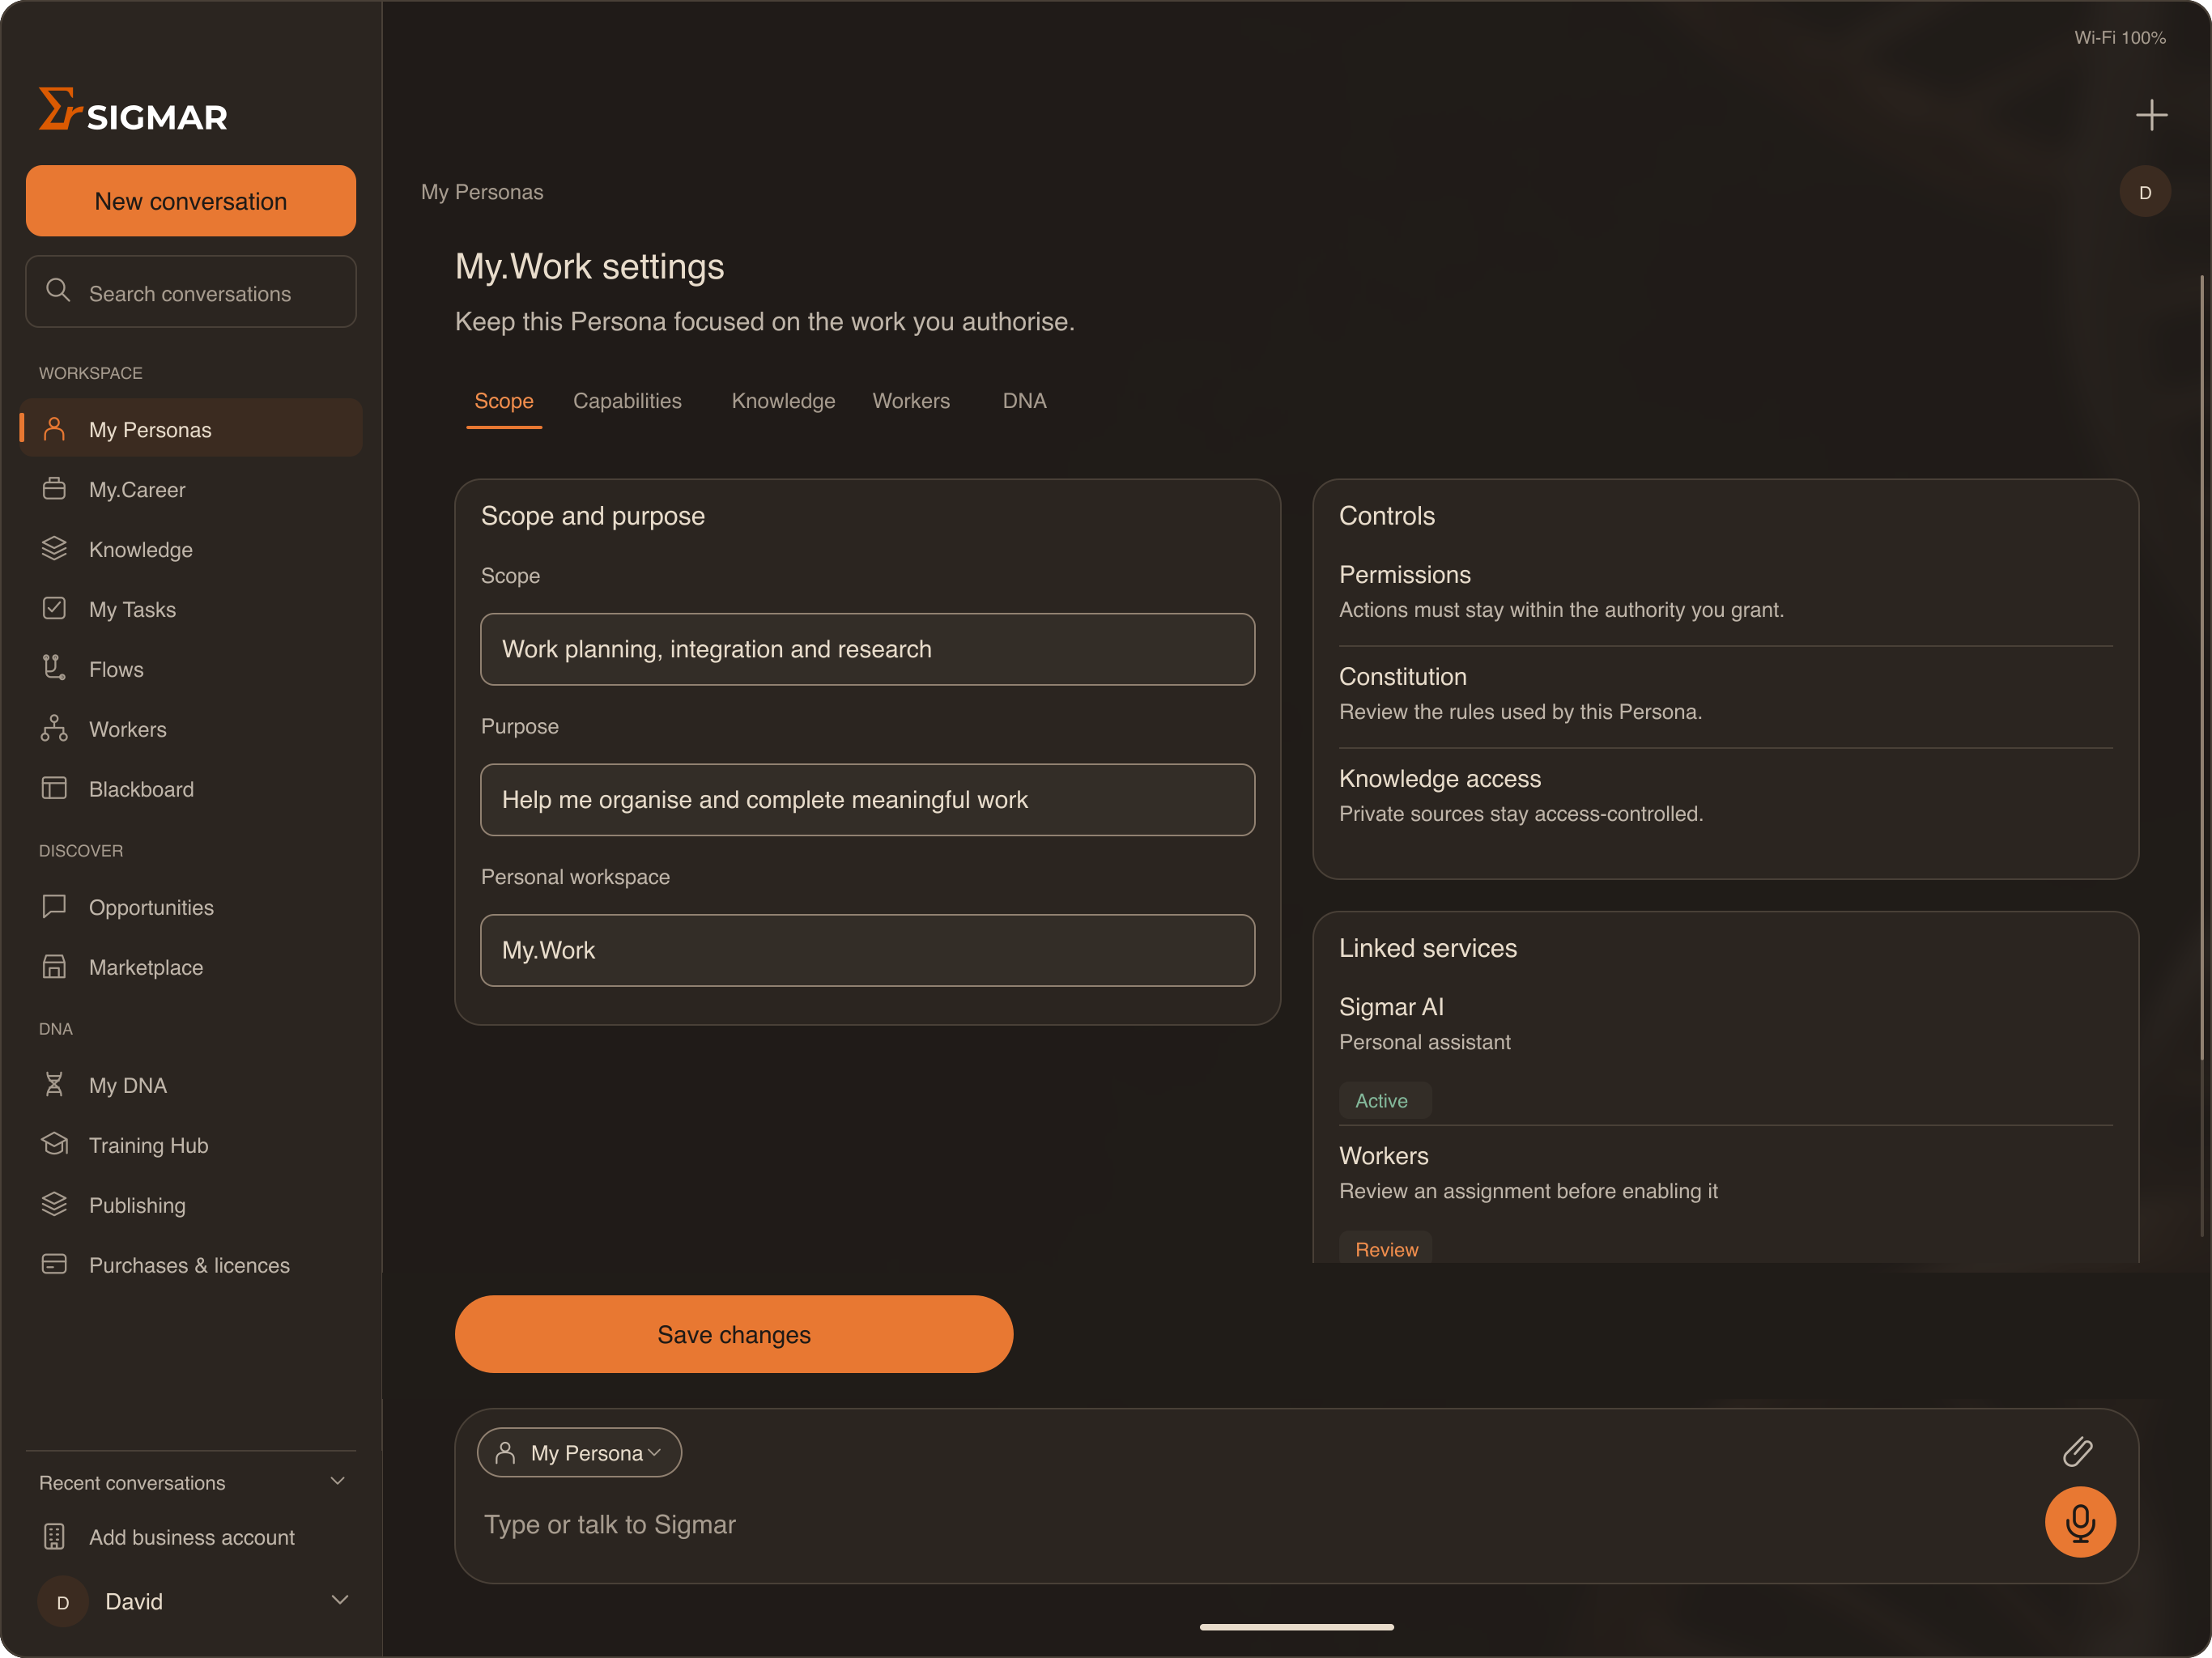 Wi-Fi 100%
Σr SIGMAR
New conversation
Search conversations
WORKSPACE
My Personas
My.Career
Knowledge
My Tasks
Flows
Workers
Blackboard
DISCOVER
Opportunities
Marketplace
DNA
My DNA
Training Hub
Publishing
Purchases & licences
Recent conversations
Add business account
D
David
My Personas
D
My.Work settings
Keep this Persona focused on the work you authorise.
Scope
Capabilities
Knowledge
Workers
DNA
Scope and purpose
Scope
Work planning, integration and research
Purpose
Help me organise and complete meaningful work
Personal workspace
My.Work
Controls
Permissions
Actions must stay within the authority you grant.
Constitution
Review the rules used by this Persona.
Knowledge access
Private sources stay access-controlled.
Linked services
Sigmar AI
Personal assistant
Active
Workers
Review an assignment before enabling it
Review
Save changes
My Persona
Type or talk to Sigmar